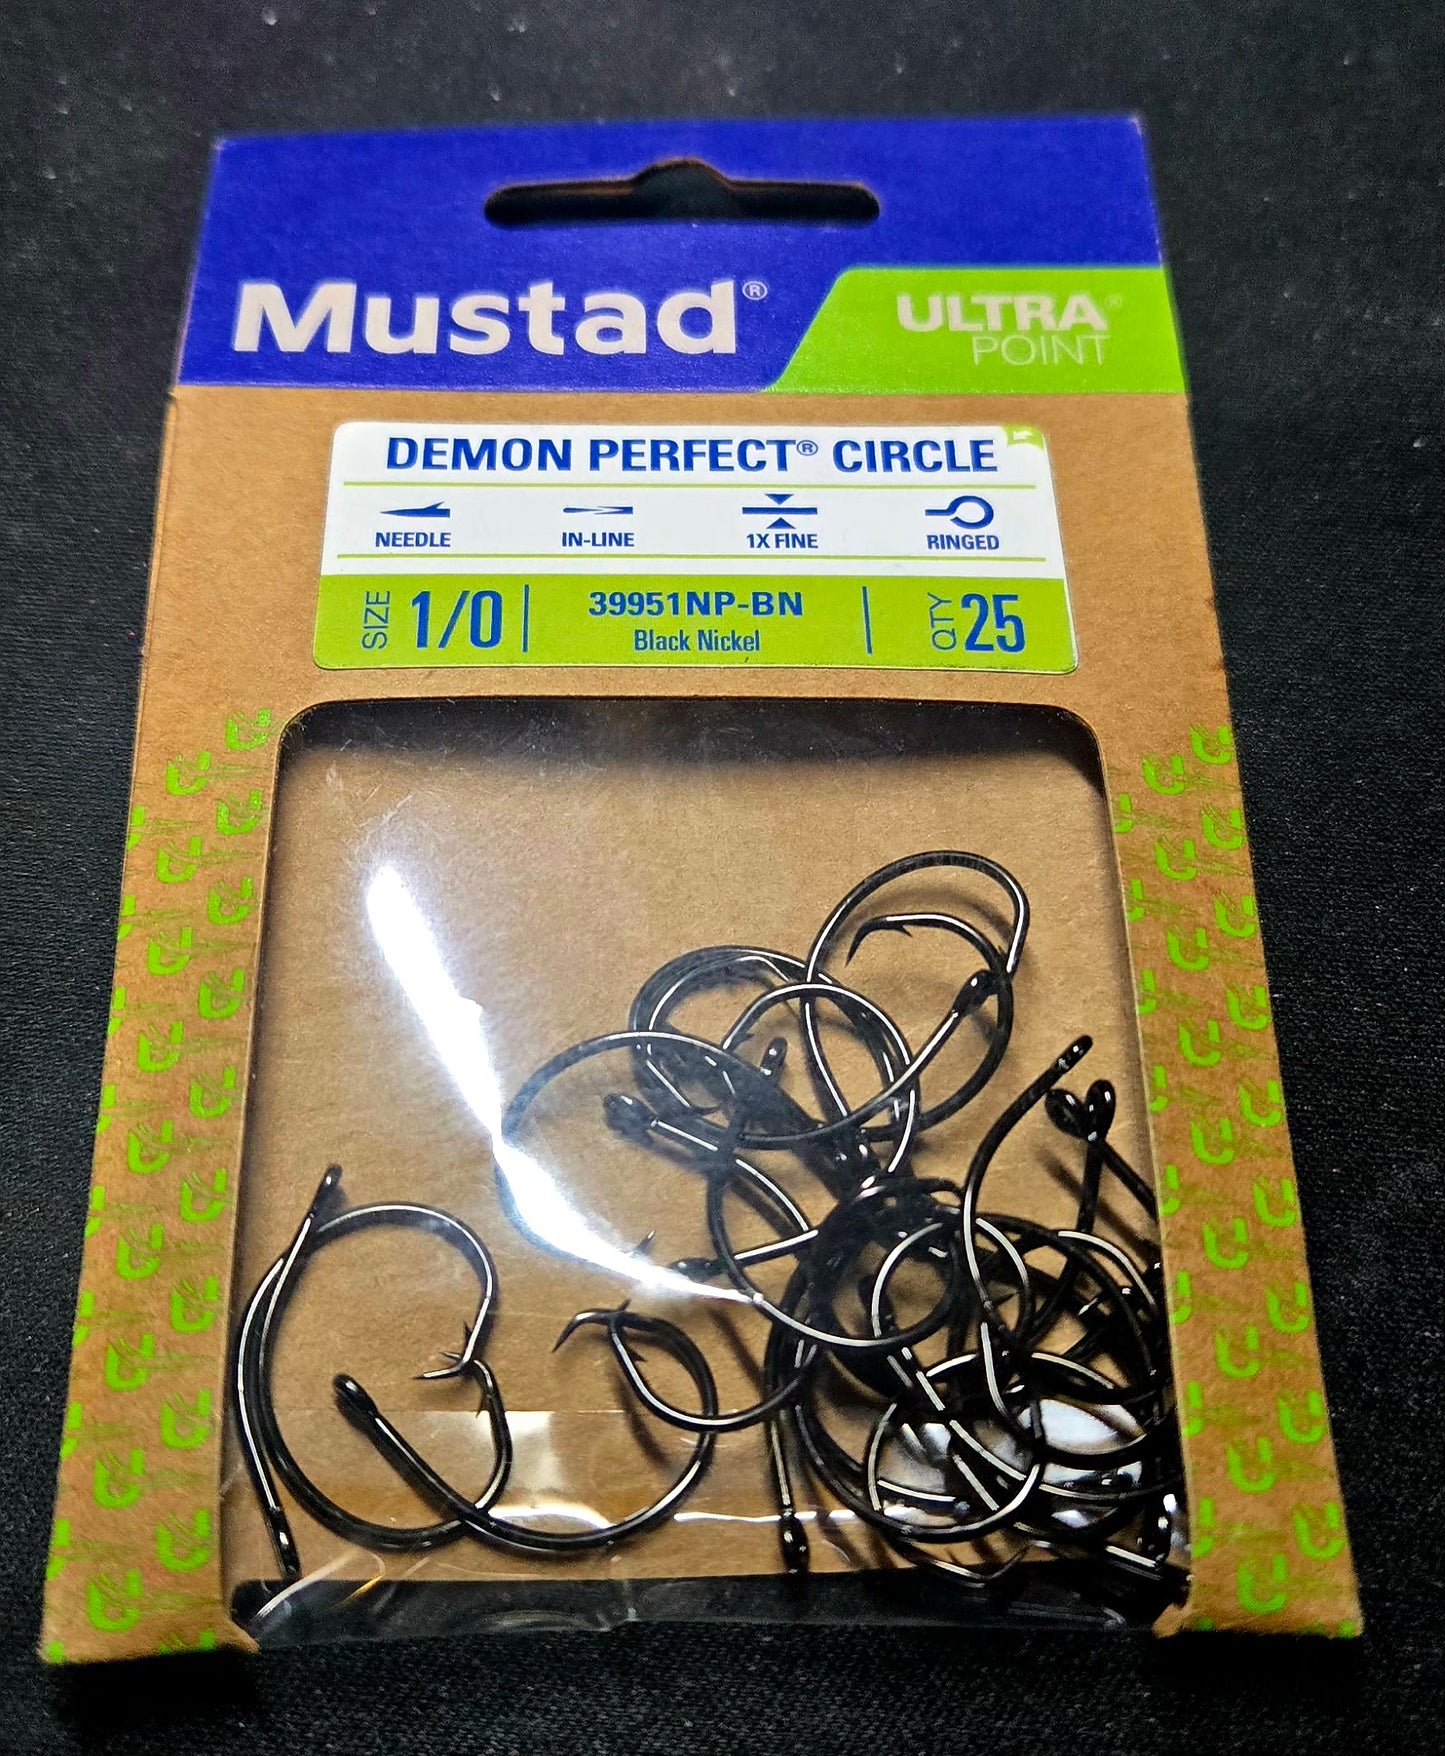 Mustad®
ULTRA®
POINT
DEMON PERFECT® CIRCLE
NEEDLE IN-LINE 1X FINE RINGED
SIZE 1/0 39951NP-BN QTY 25
Black Nickel